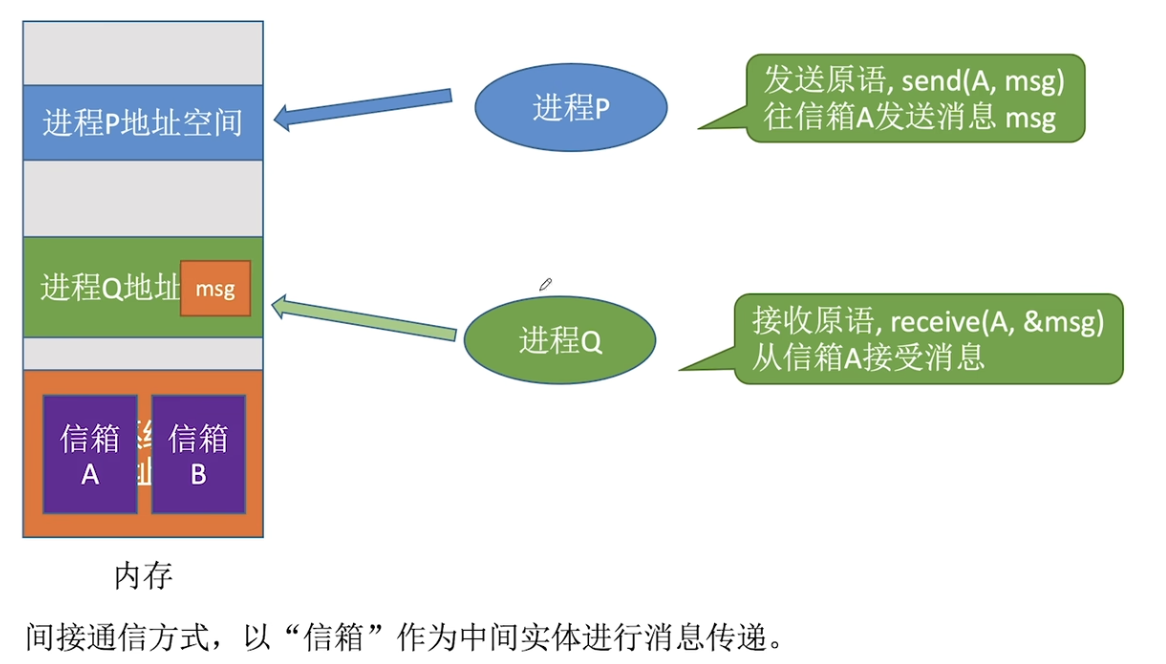 进程P地址空间
进程P
发送原语, send(A, msg)
往信箱A发送消息 msg
进程Q地址
msg
进程Q
接收原语, receive(A, &msg)
从信箱A接受消息
信箱
A
信箱
B
内存
间接通信方式，以“信箱”作为中间实体进行消息传递。